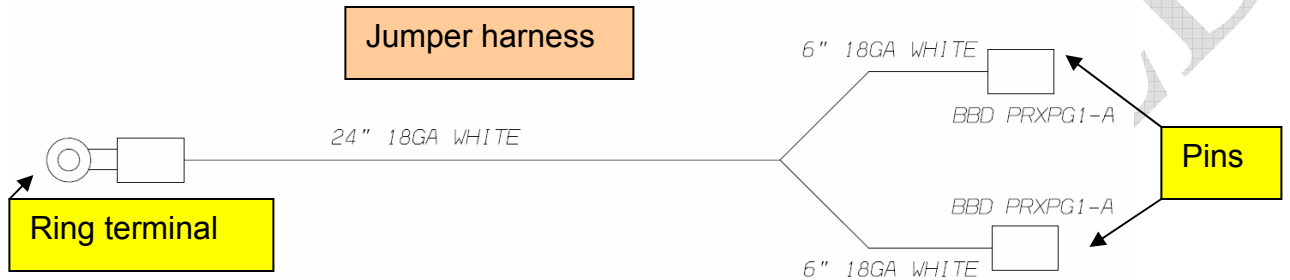 Jumper harness
6" 18GA WHITE
BBD PRXPG1-A
24" 18GA WHITE
Pins
Ring terminal
BBD PRXPG1-A
6" 18GA WHITE